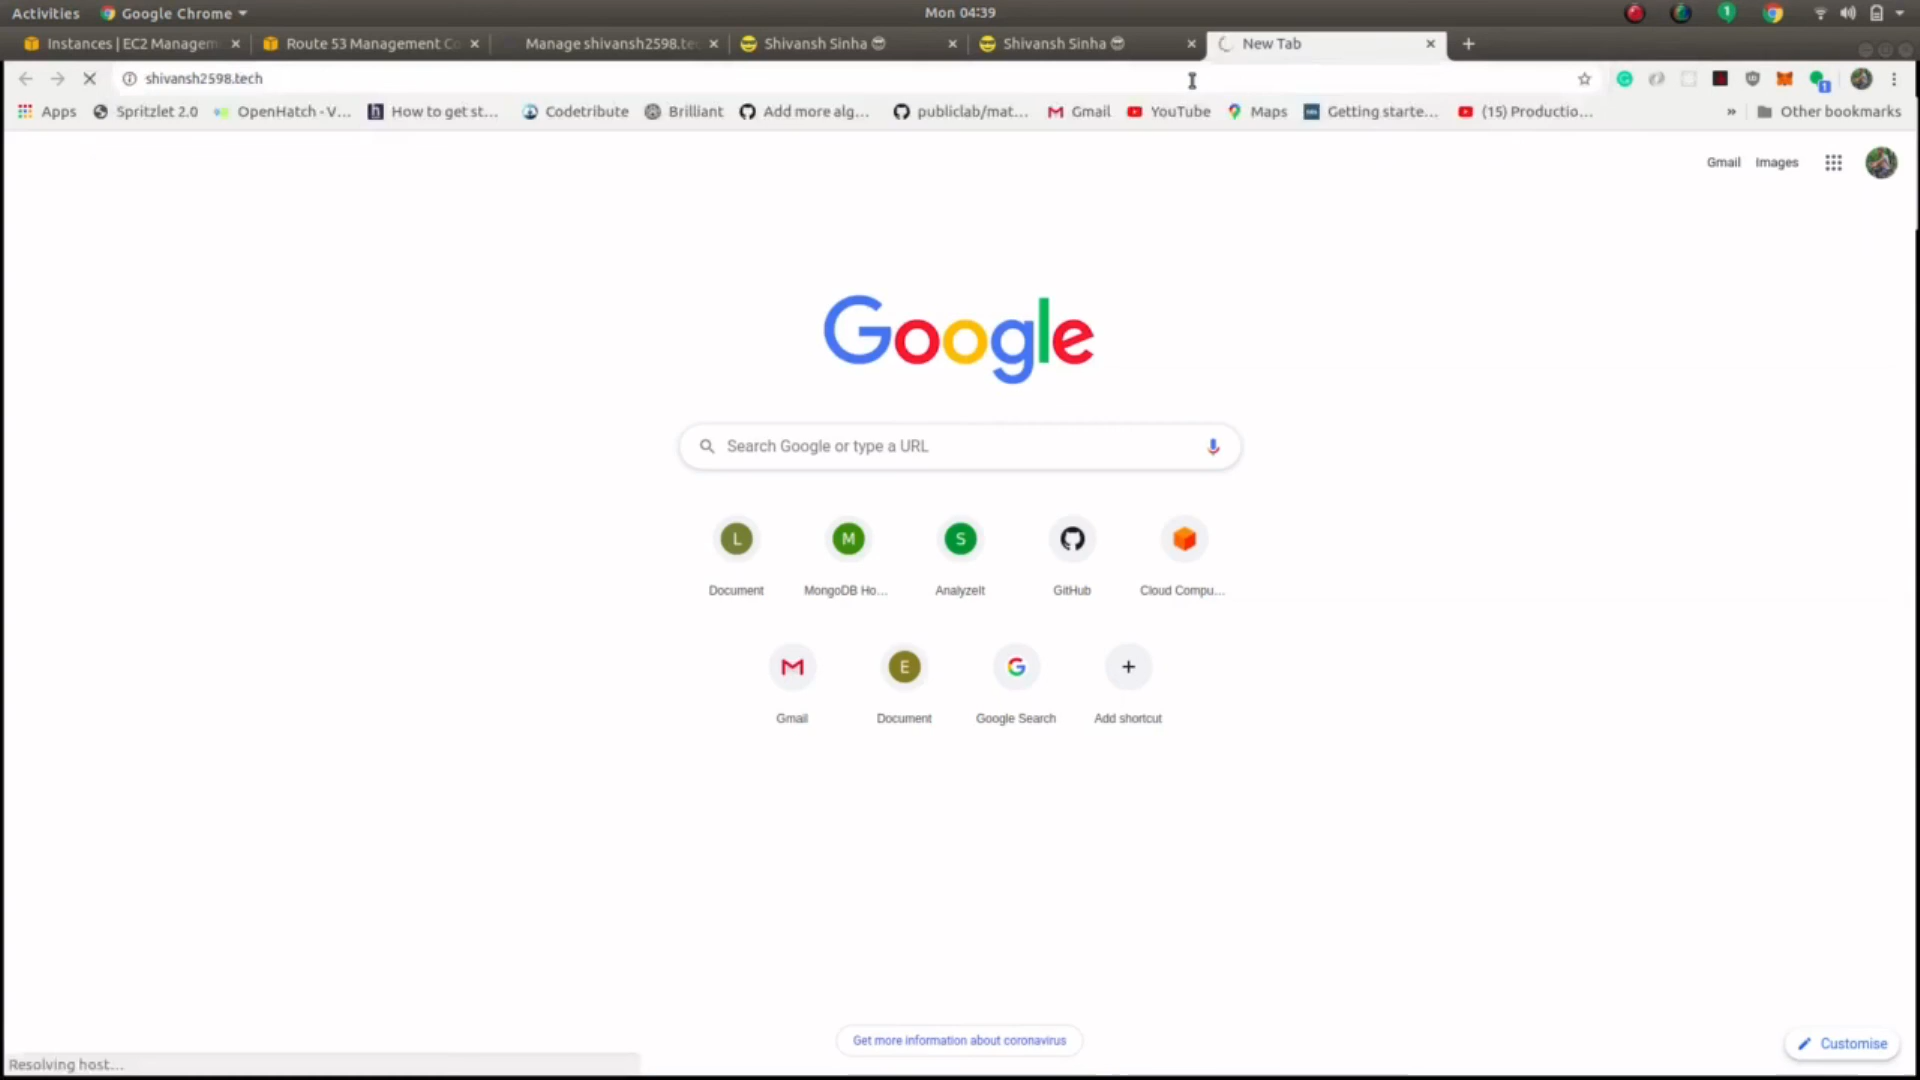 Activities
Google Chrome
Mon 04:39
1
Instances | EC2 Managem
Route 53 Management Co
Manage shivansh2598.te
Shivansh Sinha 😎
Shivansh Sinha 😎
New Tab
shivansh2598.tech
1
Apps
Spritzlet 2.0
OpenHatch - V...
How to get st...
Codetribute
Brilliant
Add more alg...
publiclab/mat...
Gmail
YouTube
Maps
Getting starte...
(15) Productio...
»
Other bookmarks
Gmail
Images
Google
Search Google or type a URL
L
M
S
Document
MongoDB Ho...
AnalyzeIt
GitHub
Cloud Compu...
E
Gmail
Document
Google Search
Add shortcut
Get more information about coronavirus
Customise
Resolving host...